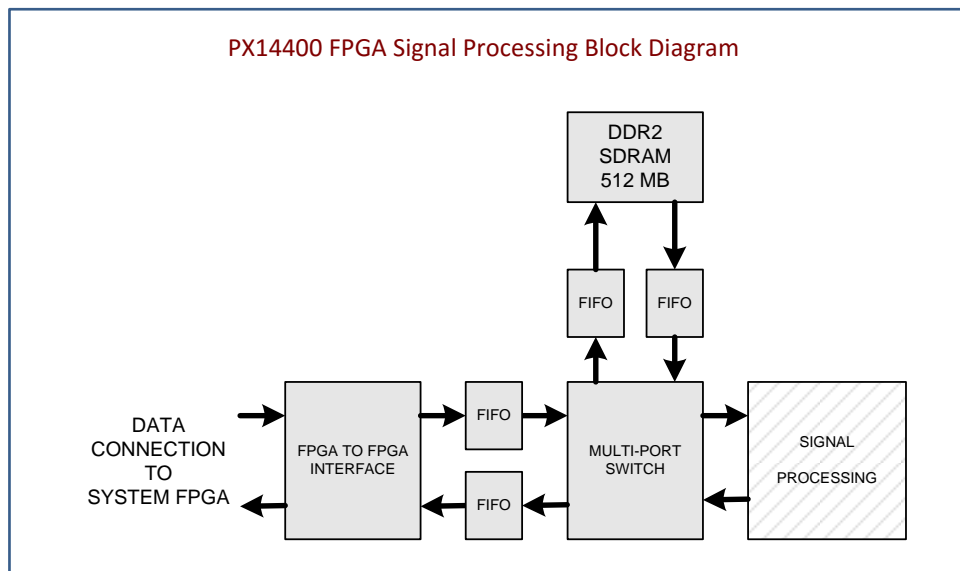 PX14400 FPGA Signal Processing Block Diagram
DDR2
SDRAM
512 MB
FIFO
FIFO
DATA
CONNECTION
TO
SYSTEM FPGA
FPGA TO FPGA
INTERFACE
FIFO
FIFO
MULTI-PORT
SWITCH
SIGNAL
PROCESSING